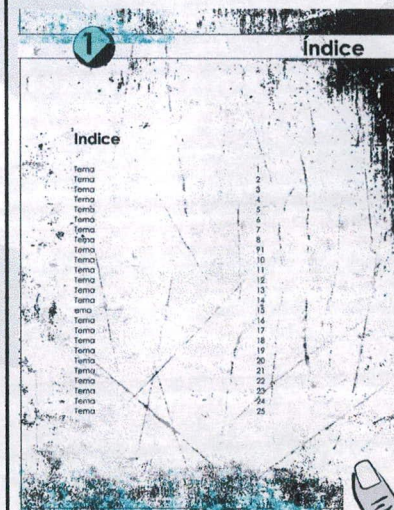 1
Índice
Indice
Tema 1
Tema 2
Tema 3
Tema 4
Tema 5
Tema 6
Tema 7
Tema 8
Tema 91
Tema 10
Tema 11
Tema 12
Tema 13
Tema 14
ema 15
Tema 16
Tema 17
Tema 18
Tema 19
Tema 20
Tema 21
Tema 22
Tema 23
Tema 24
Tema 25